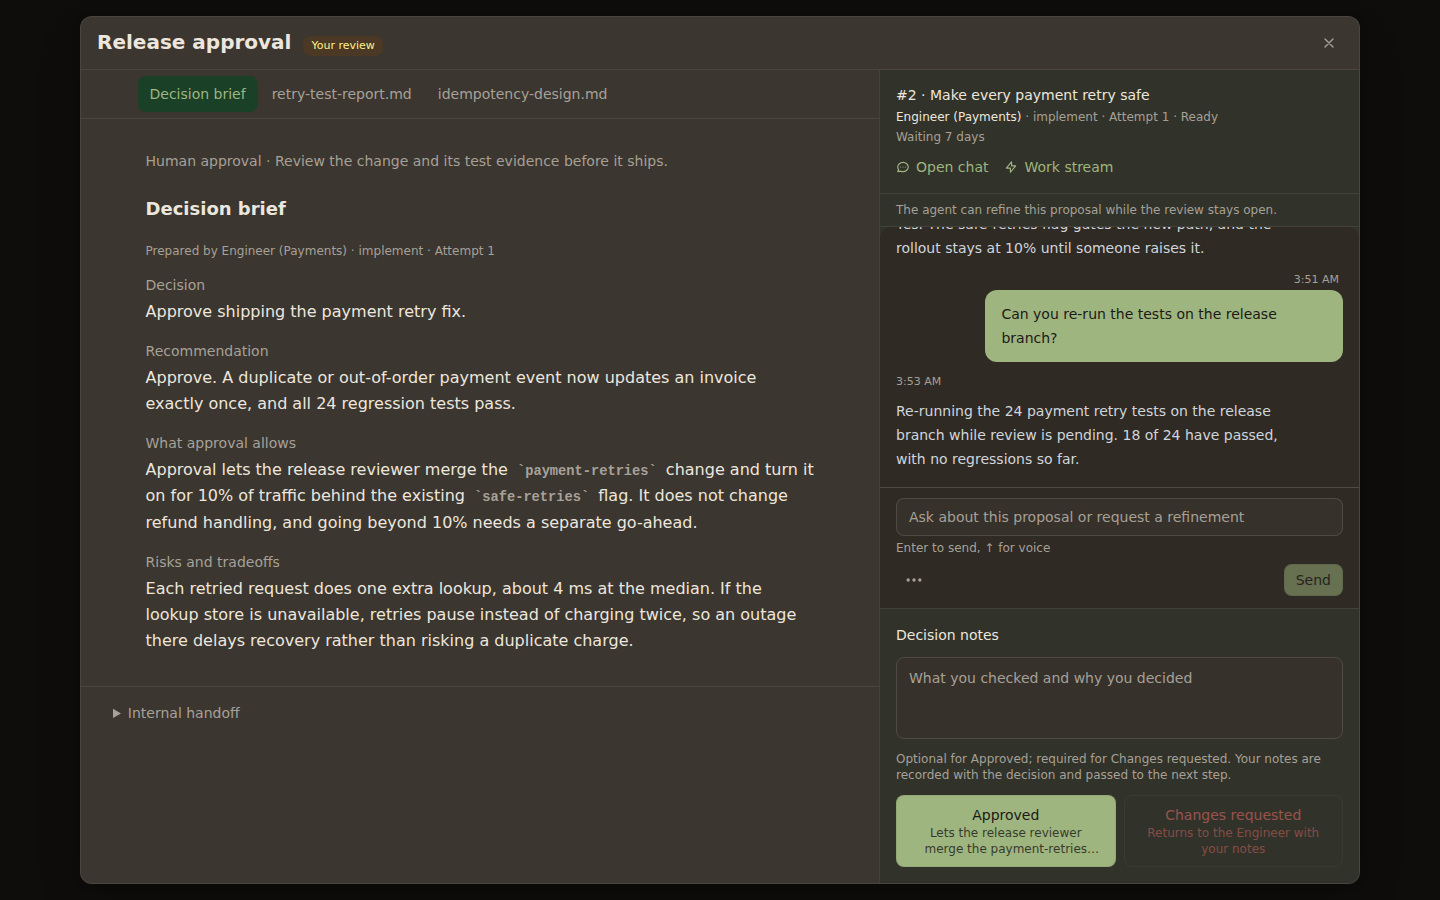 Release approval
Your review
Decision brief
retry-test-report.md
idempotency-design.md
Human approval · Review the change and its test evidence before it ships.
Decision brief
Prepared by Engineer (Payments) · implement · Attempt 1
Decision
Approve shipping the payment retry fix.
Recommendation
Approve. A duplicate or out-of-order payment event now updates an invoice
exactly once, and all 24 regression tests pass.
What approval allows
Approval lets the release reviewer merge the `payment-retries` change and turn it
on for 10% of traffic behind the existing `safe-retries` flag. It does not change
refund handling, and going beyond 10% needs a separate go-ahead.
Risks and tradeoffs
Each retried request does one extra lookup, about 4 ms at the median. If the
lookup store is unavailable, retries pause instead of charging twice, so an outage
there delays recovery rather than risking a duplicate charge.
Internal handoff
#2 · Make every payment retry safe
Engineer (Payments) · implement · Attempt 1 · Ready
Waiting 7 days
Open chat
Work stream
The agent can refine this proposal while the review stays open.
Yes. The safe-retries flag gates the new path, and the
rollout stays at 10% until someone raises it.
3:51 AM
Can you re-run the tests on the release
branch?
3:53 AM
Re-running the 24 payment retry tests on the release
branch while review is pending. 18 of 24 have passed,
with no regressions so far.
Ask about this proposal or request a refinement
Enter to send, ↑ for voice
Send
Decision notes
What you checked and why you decided
Optional for Approved; required for Changes requested. Your notes are
recorded with the decision and passed to the next step.
Approved
Lets the release reviewer
merge the payment-retries…
Changes requested
Returns to the Engineer with
your notes